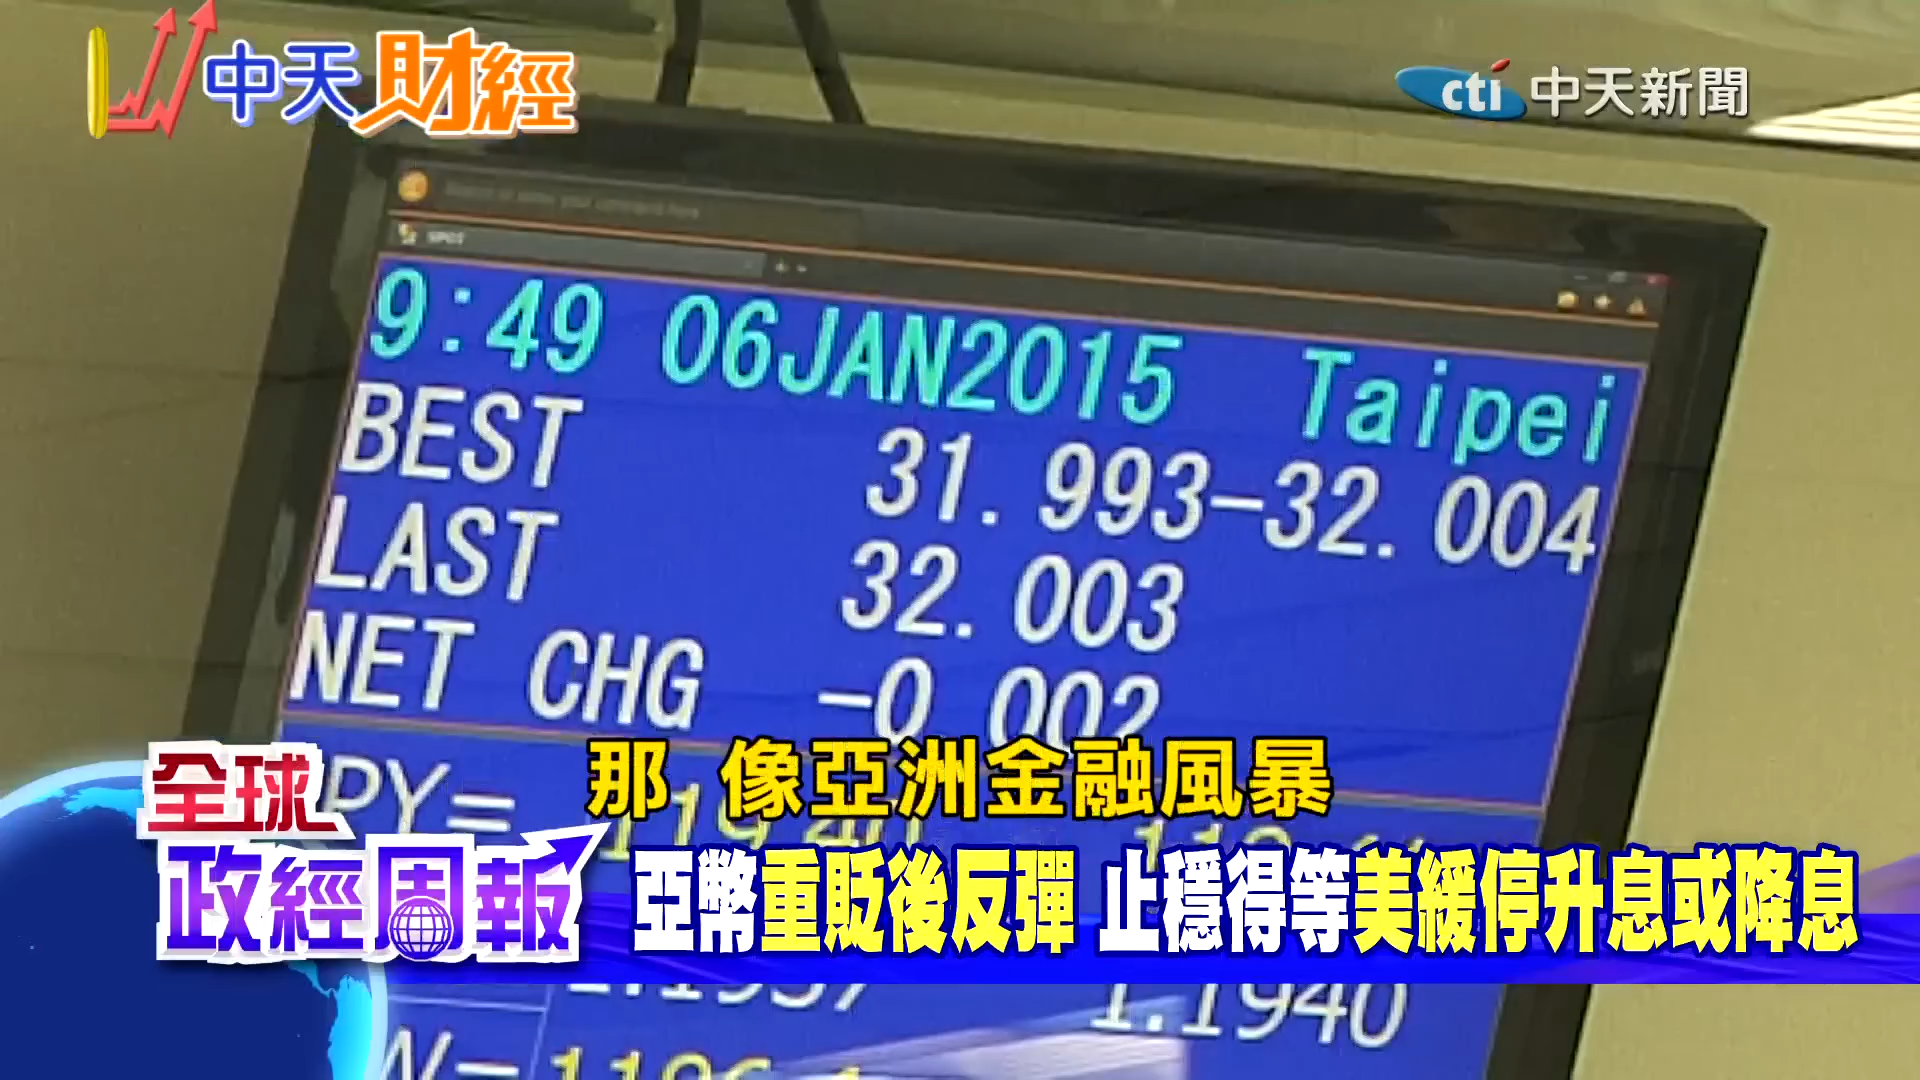 中天財經
cti 中天新聞
SPOT
9:49 06JAN2015 Taipei
BEST 31.993-32.004
LAST 32.003
NET CHG -0.002
那 像亞洲金融風暴
全球
政經周報
亞幣重貶後反彈 止穩得等美緩停升息或降息
1.1940